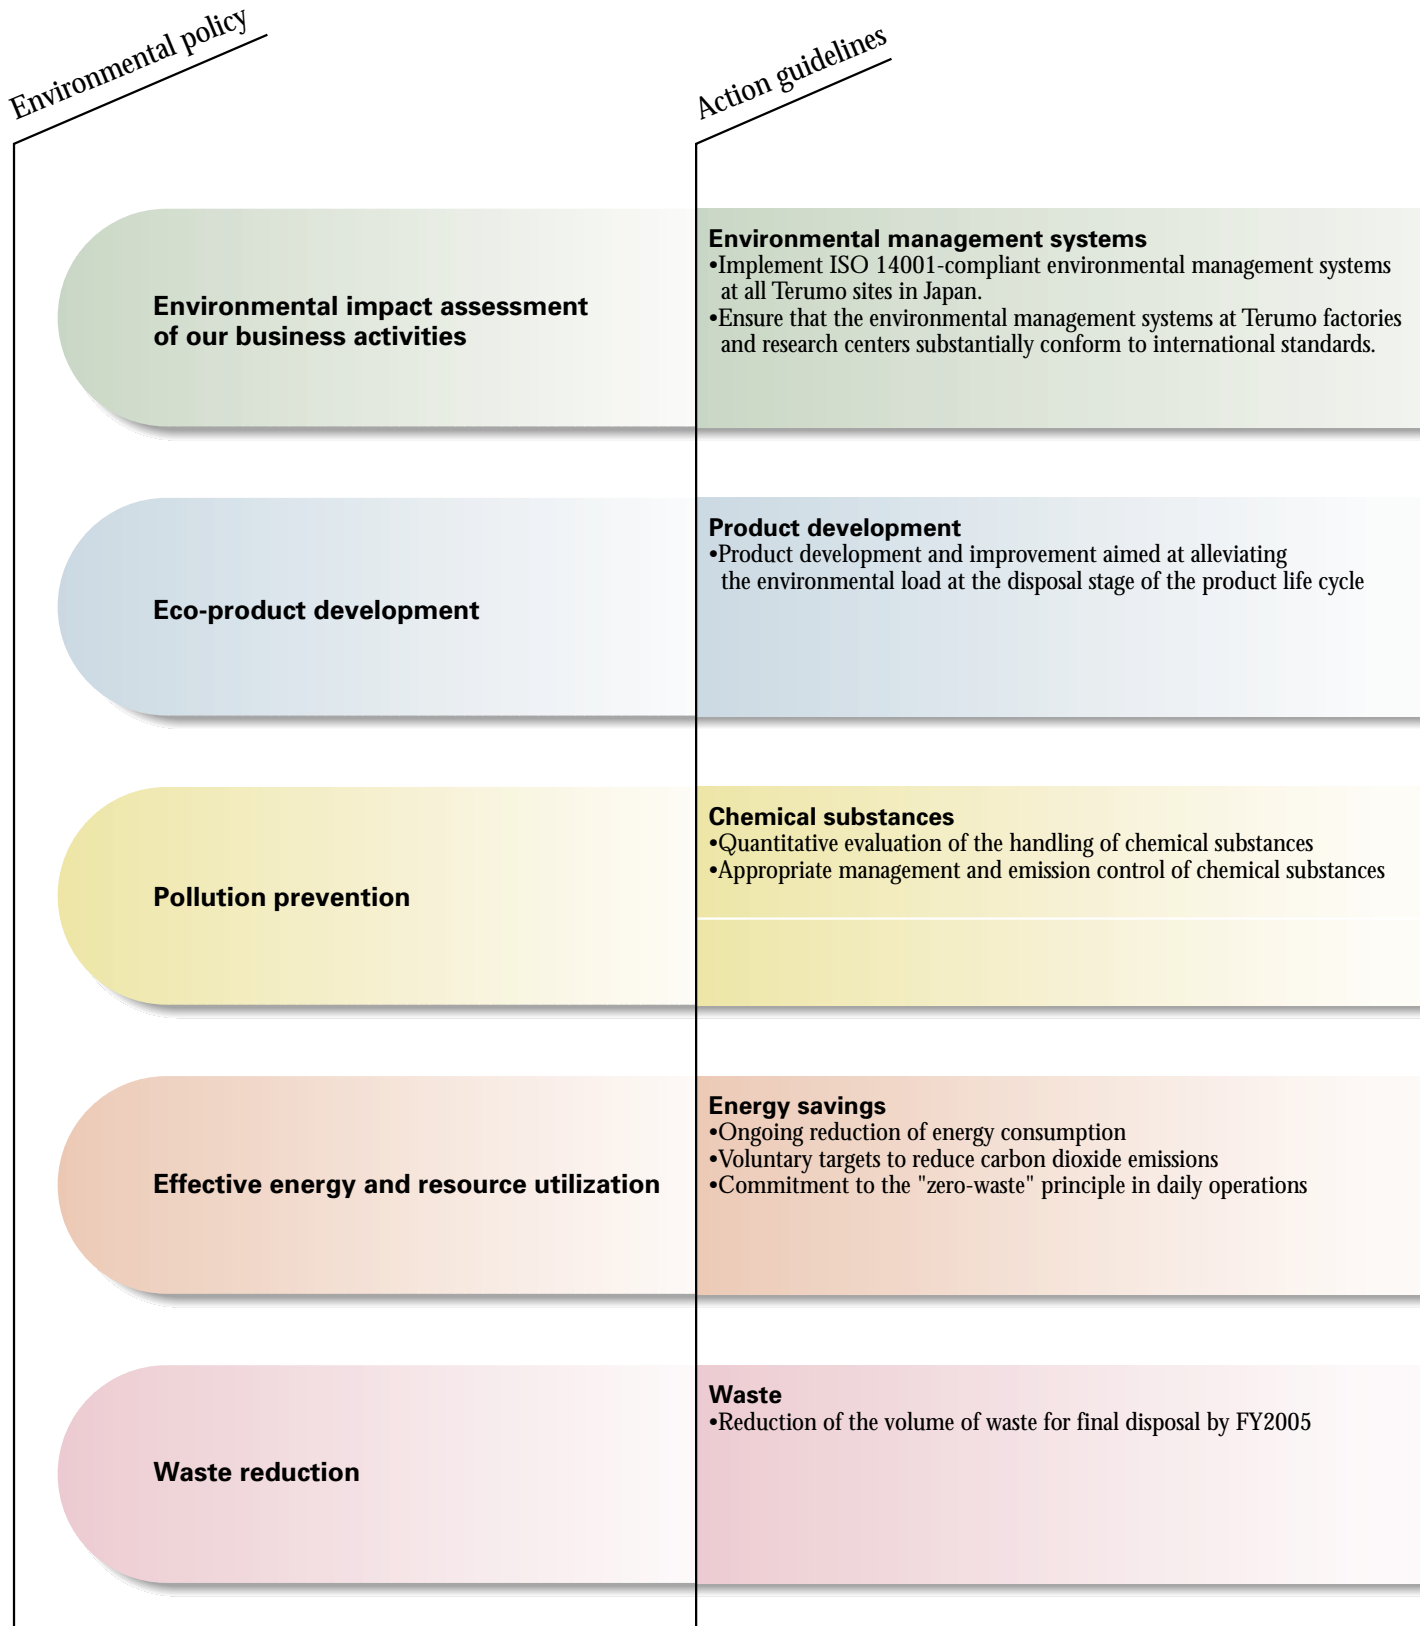 Environmental policy
Action guidelines
Environmental impact assessment
of our business activities
Environmental management systems
•Implement ISO 14001-compliant environmental management systems
at all Terumo sites in Japan.
•Ensure that the environmental management systems at Terumo factories
and research centers substantially conform to international standards.
Eco-product development
Product development
•Product development and improvement aimed at alleviating
the environmental load at the disposal stage of the product life cycle
Pollution prevention
Chemical substances
•Quantitative evaluation of the handling of chemical substances
•Appropriate management and emission control of chemical substances
Effective energy and resource utilization
Energy savings
•Ongoing reduction of energy consumption
•Voluntary targets to reduce carbon dioxide emissions
•Commitment to the "zero-waste" principle in daily operations
Waste reduction
Waste
•Reduction of the volume of waste for final disposal by FY2005